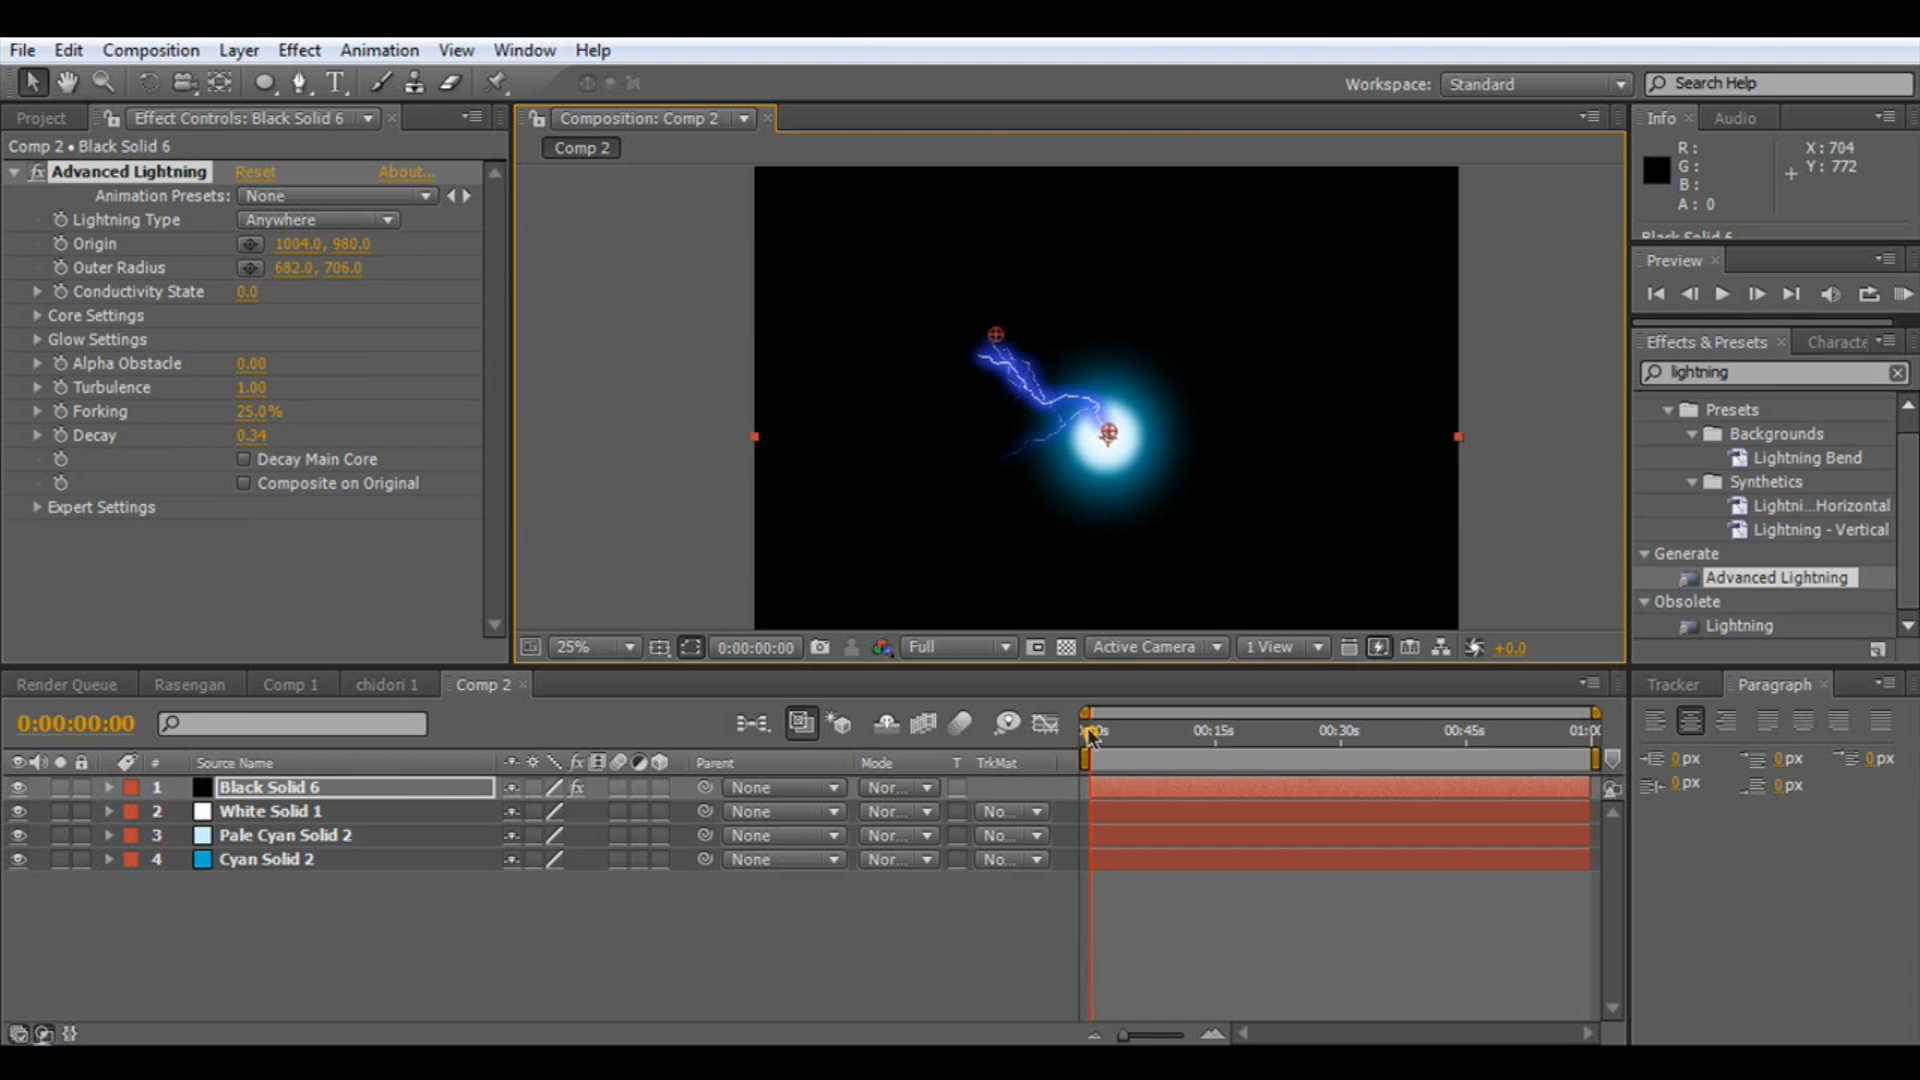 File Edit Composition Layer Effect Animation View Window Help
T Workspace: Standard Search Help
Project Effect Controls: Black Solid 6
Comp 2 • Black Solid 6
fx Advanced Lightning Reset About...
Animation Presets: None
Lightning Type Anywhere
Origin 1004.0, 980.0
Outer Radius 682.0, 706.0
Conductivity State 0.0
Core Settings
Glow Settings
Alpha Obstacle 0.00
Turbulence 1.00
Forking 25.0%
Decay 0.34
Decay Main Core
Composite on Original
Expert Settings
Composition: Comp 2
Comp 2
25% 0:00:00:00 Full Active Camera 1 View +0.0
Info Audio
R: X: 704
G: Y: 772
B:
A: 0
Black Solid 6
Preview
Effects & Presets Characte
lightning
Presets
Backgrounds
Lightning Bend
Synthetics
Lightni...Horizontal
Lightning - Vertical
Generate
Advanced Lightning
Obsolete
Lightning
Render Queue Rasengan Comp 1 chidori 1 Comp 2
0:00:00:00
00:15s 00:30s 00:45s 01:00
# Source Name fx Parent Mode T TrkMat
1 Black Solid 6 fx None Nor...
2 White Solid 1 None Nor... No...
3 Pale Cyan Solid 2 None Nor... No...
4 Cyan Solid 2 None Nor... No...
Tracker Paragraph
0 px 0 px 0 px
0 px 0 px